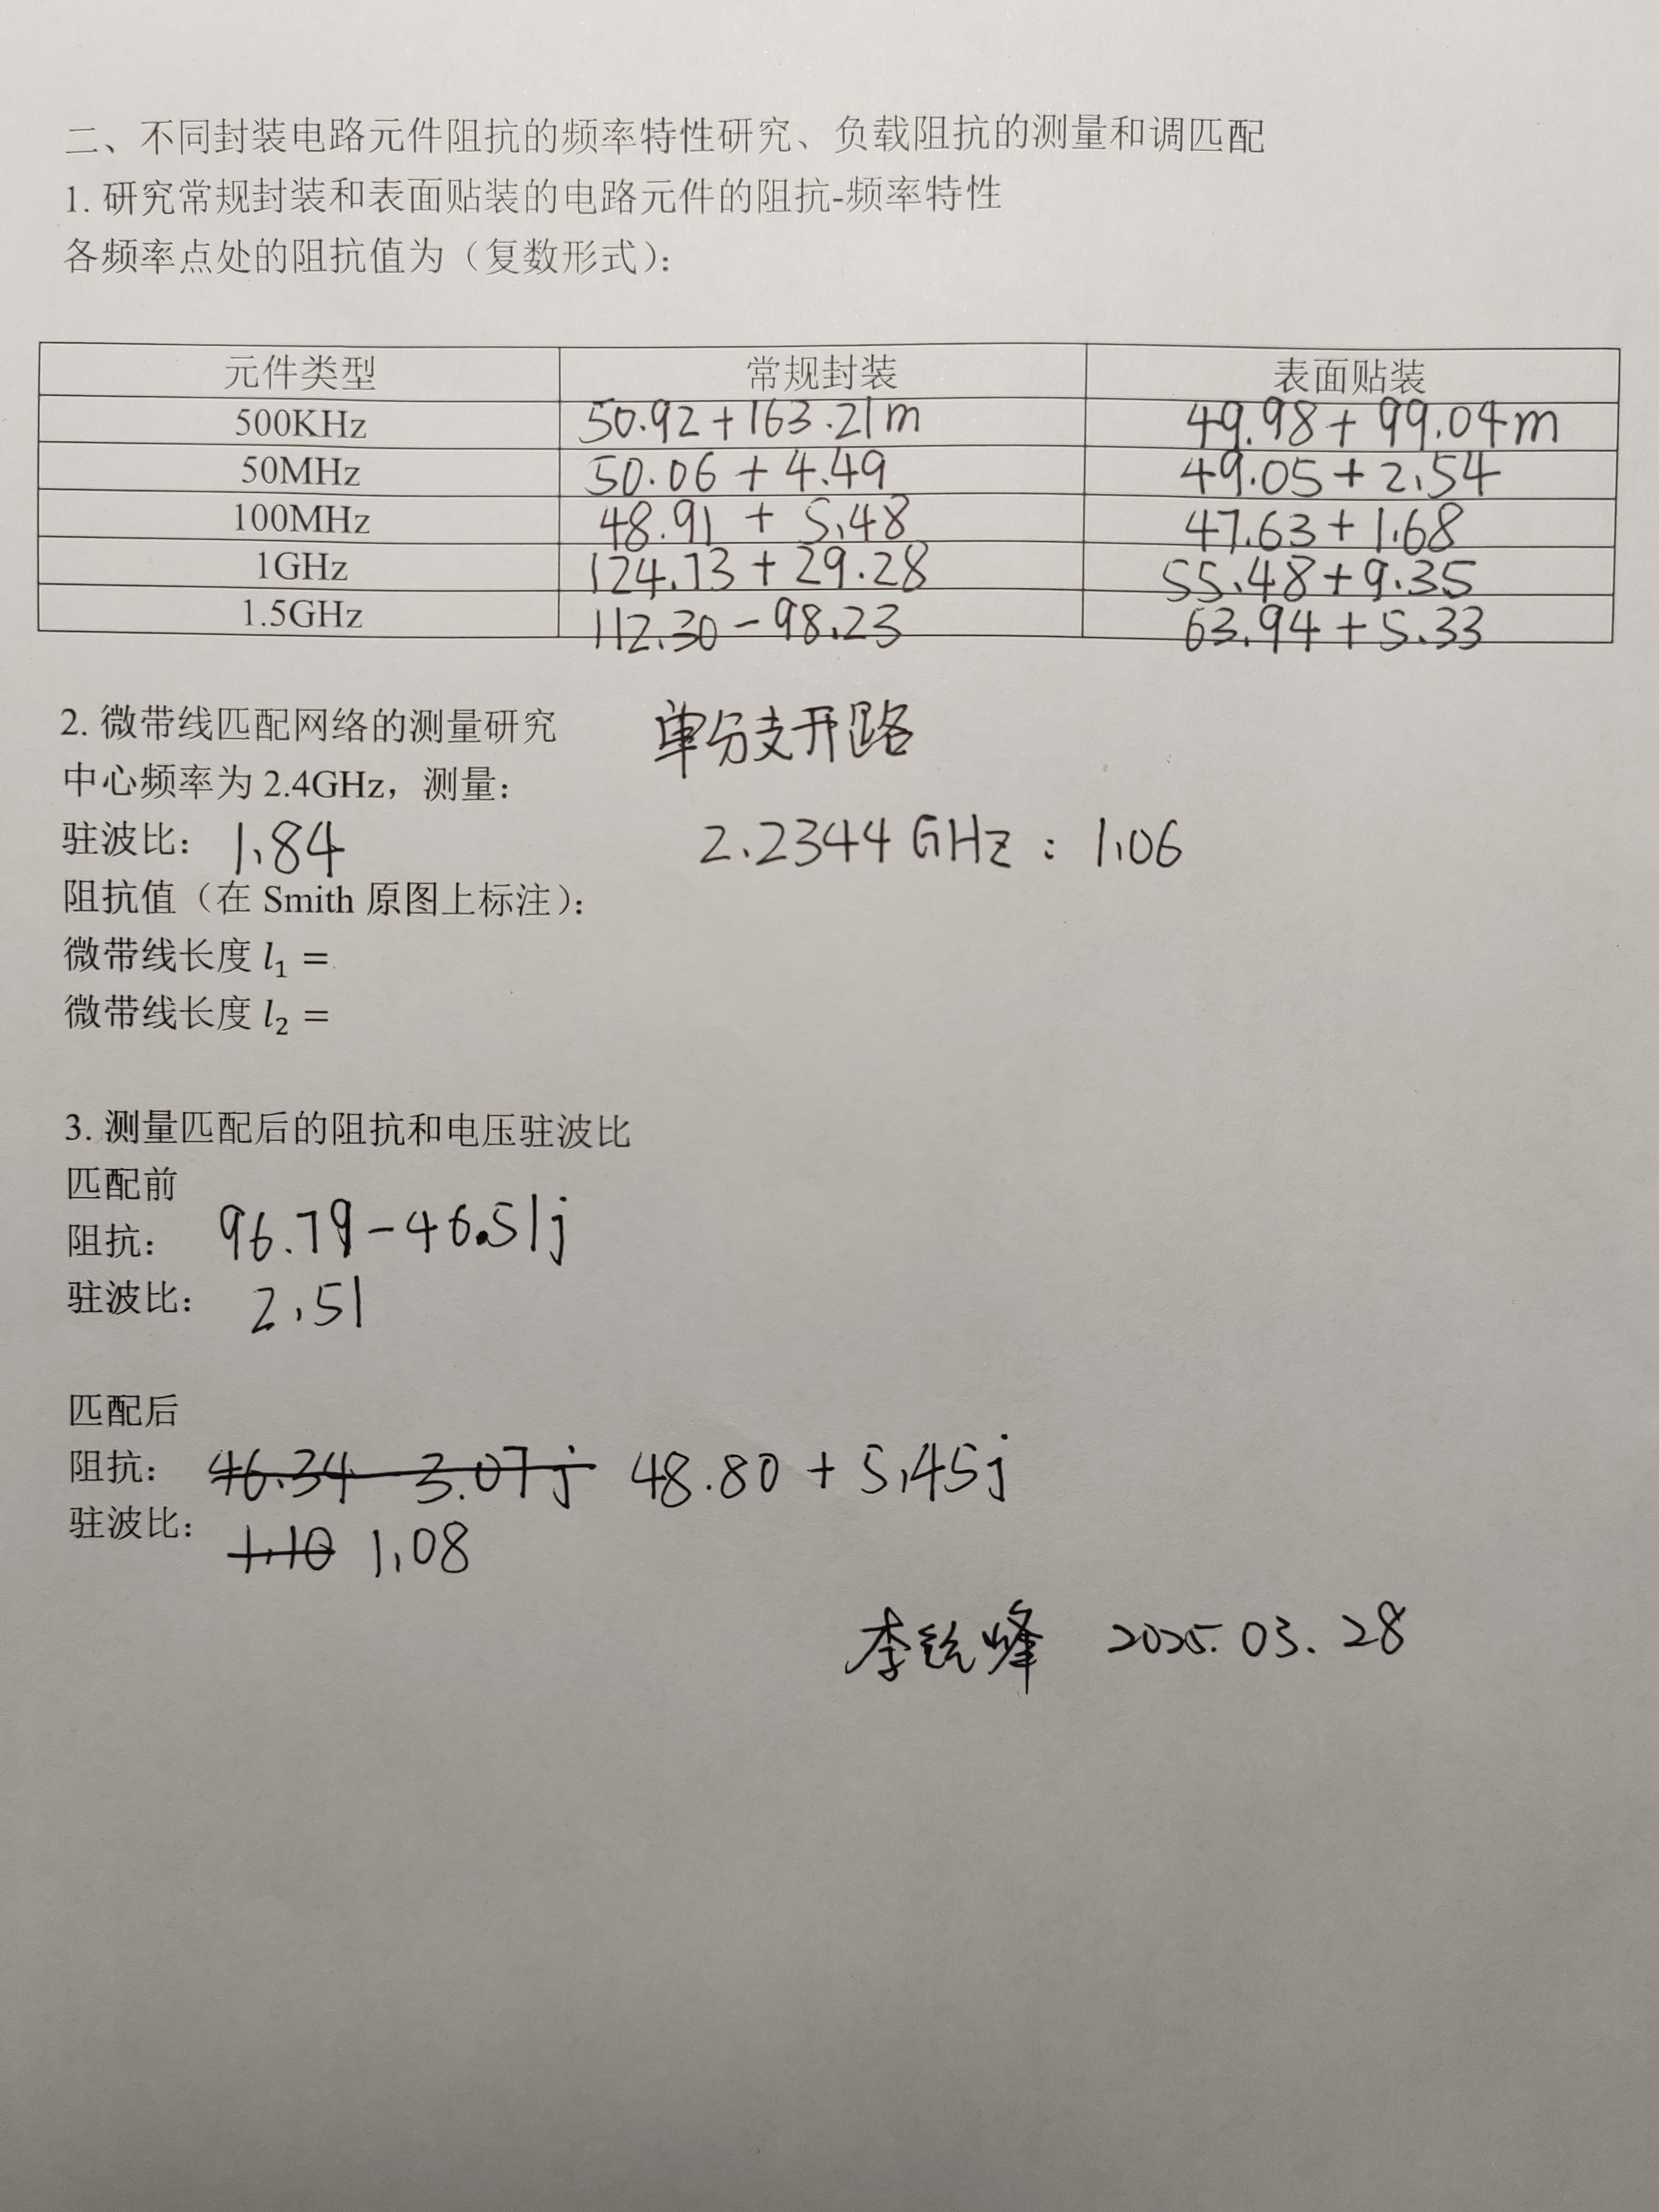 二、不同封装电路元件阻抗的频率特性研究、负载阻抗的测量和调匹配
1. 研究常规封装和表面贴装的电路元件的阻抗-频率特性
各频率点处的阻抗值为（复数形式）：
元件类型 常规封装 表面贴装
500KHz 50.92+163.21m 49.98+99.04m
50MHz 50.06+4.49 49.05+2.54
100MHz 48.91+5.48 47.63+1.68
1GHz 124.73+29.28 55.48+9.35
1.5GHz 112.30-98.23 63.94+5.33
2. 微带线匹配网络的测量研究 单分支开路
中心频率为 2.4GHz，测量：
驻波比： 1.84 2.2344 GHz : 1.06
阻抗值（在 Smith 原图上标注）：
微带线长度 l₁ =
微带线长度 l₂ =
3. 测量匹配后的阻抗和电压驻波比
匹配前
阻抗： 96.79-46.51j
驻波比： 2.51
匹配后
阻抗： 46.34 3.07j 48.80+5.45j
驻波比： 1.10 1.08
李锐峰 2025.03.28